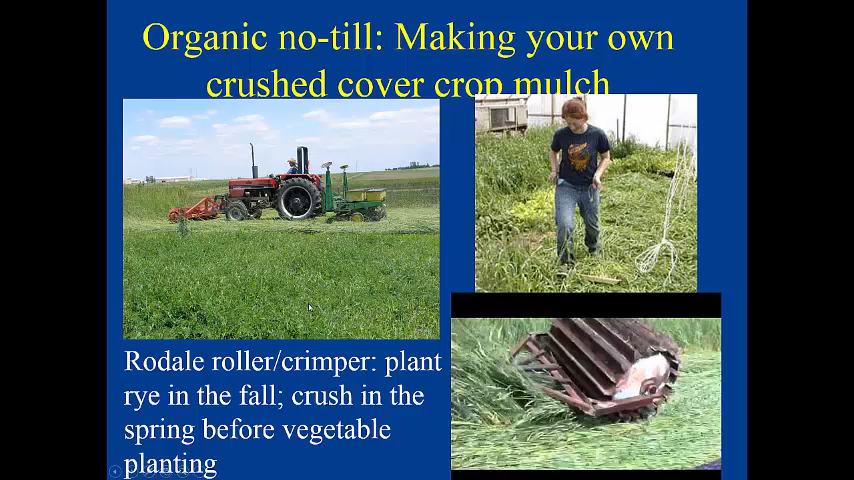 Organic no-till: Making your own
crushed cover crop mulch
Rodale roller/crimper: plant
rye in the fall; crush in the
spring before vegetable
planting